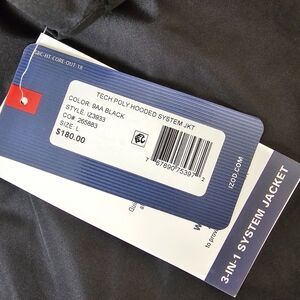 TECH POLY HOODED SYSTEM JKT
COLOR: 9AA BLACK
STYLE: IZ3933
CO#: 265883
SIZE: L
$180.00
IZOD.COM
3-IN-1 SYSTEM JACKET